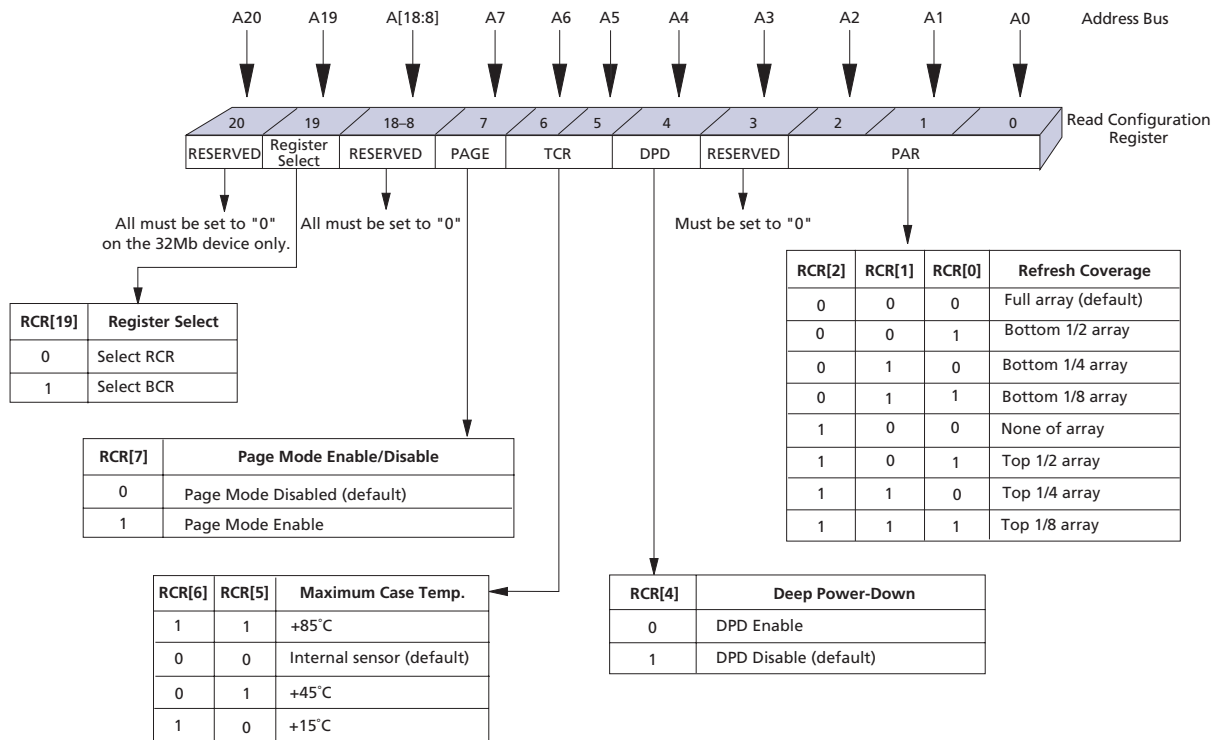 A20 A19 A[18:8] A7 A6 A5 A4 A3 A2 A1 A0 Address Bus
20 19 18–8 7 6 5 4 3 2 1 0
Read Configuration
Register
RESERVED Register Select RESERVED PAGE TCR DPD RESERVED PAR
All must be set to "0"
on the 32Mb device only.
All must be set to "0"
Must be set to "0"
RCR[19] Register Select
0 Select RCR
1 Select BCR
RCR[2] RCR[1] RCR[0] Refresh Coverage
0 0 0 Full array (default)
0 0 1 Bottom 1/2 array
0 1 0 Bottom 1/4 array
0 1 1 Bottom 1/8 array
1 0 0 None of array
1 0 1 Top 1/2 array
1 1 0 Top 1/4 array
1 1 1 Top 1/8 array
RCR[7] Page Mode Enable/Disable
0 Page Mode Disabled (default)
1 Page Mode Enable
RCR[6] RCR[5] Maximum Case Temp.
1 1 +85˚C
0 0 Internal sensor (default)
0 1 +45˚C
1 0 +15˚C
RCR[4] Deep Power-Down
0 DPD Enable
1 DPD Disable (default)